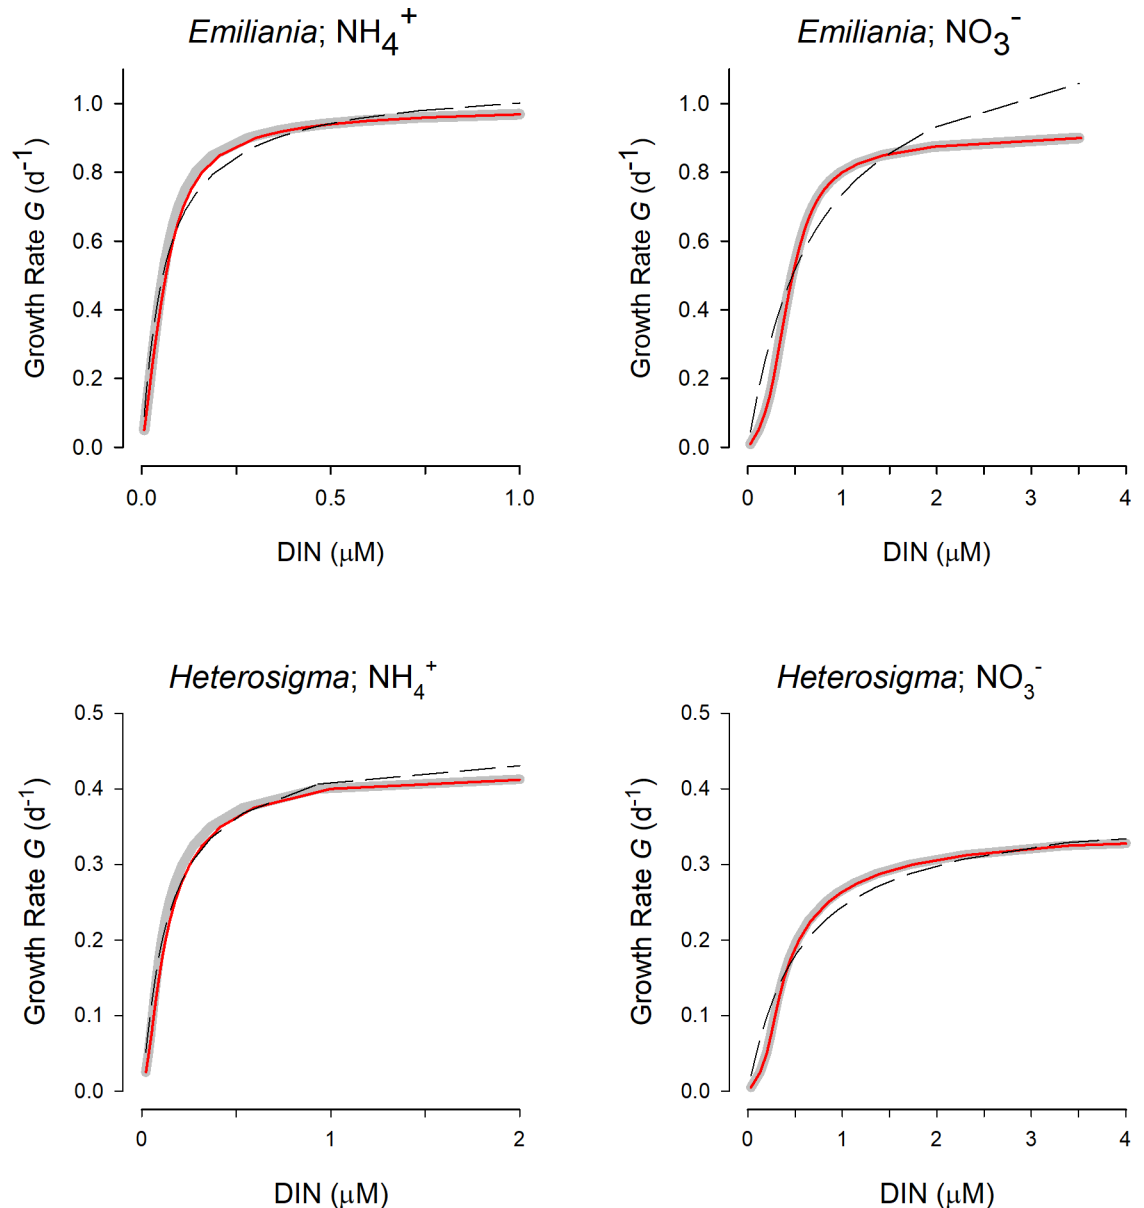 Emiliania; NH₄⁺
Growth Rate G (d⁻¹)
1.0
0.8
0.6
0.4
0.2
0.0
0.0 0.5 1.0
DIN (μM)
Emiliania; NO₃⁻
Growth Rate G (d⁻¹)
1.0
0.8
0.6
0.4
0.2
0.0
0 1 2 3 4
DIN (μM)
Heterosigma; NH₄⁺
Growth Rate G (d⁻¹)
0.5
0.4
0.3
0.2
0.1
0.0
0 1 2
DIN (μM)
Heterosigma; NO₃⁻
Growth Rate G (d⁻¹)
0.5
0.4
0.3
0.2
0.1
0.0
0 1 2 3 4
DIN (μM)